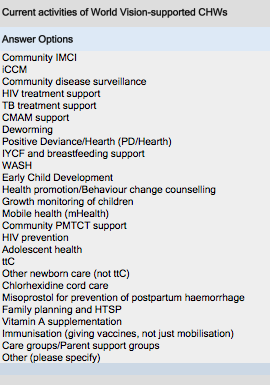 Current activities of World Vision-supported CHWs
Answer Options
Community IMCI
iCCM
Community disease surveillance
HIV treatment support
TB treatment support
CMAM support
Deworming
Positive Deviance/Hearth (PD/Hearth)
IYCF and breastfeeding support
WASH
Early Child Development
Health promotion/Behaviour change counselling
Growth monitoring of children
Mobile health (mHealth)
Community PMTCT support
HIV prevention
Adolescent health
ttC
Other newborn care (not ttC)
Chlorhexidine cord care
Misoprostol for prevention of postpartum haemorrhage
Family planning and HTSP
Vitamin A supplementation
Immunisation (giving vaccines, not just mobilisation)
Care groups/Parent support groups
Other (please specify)